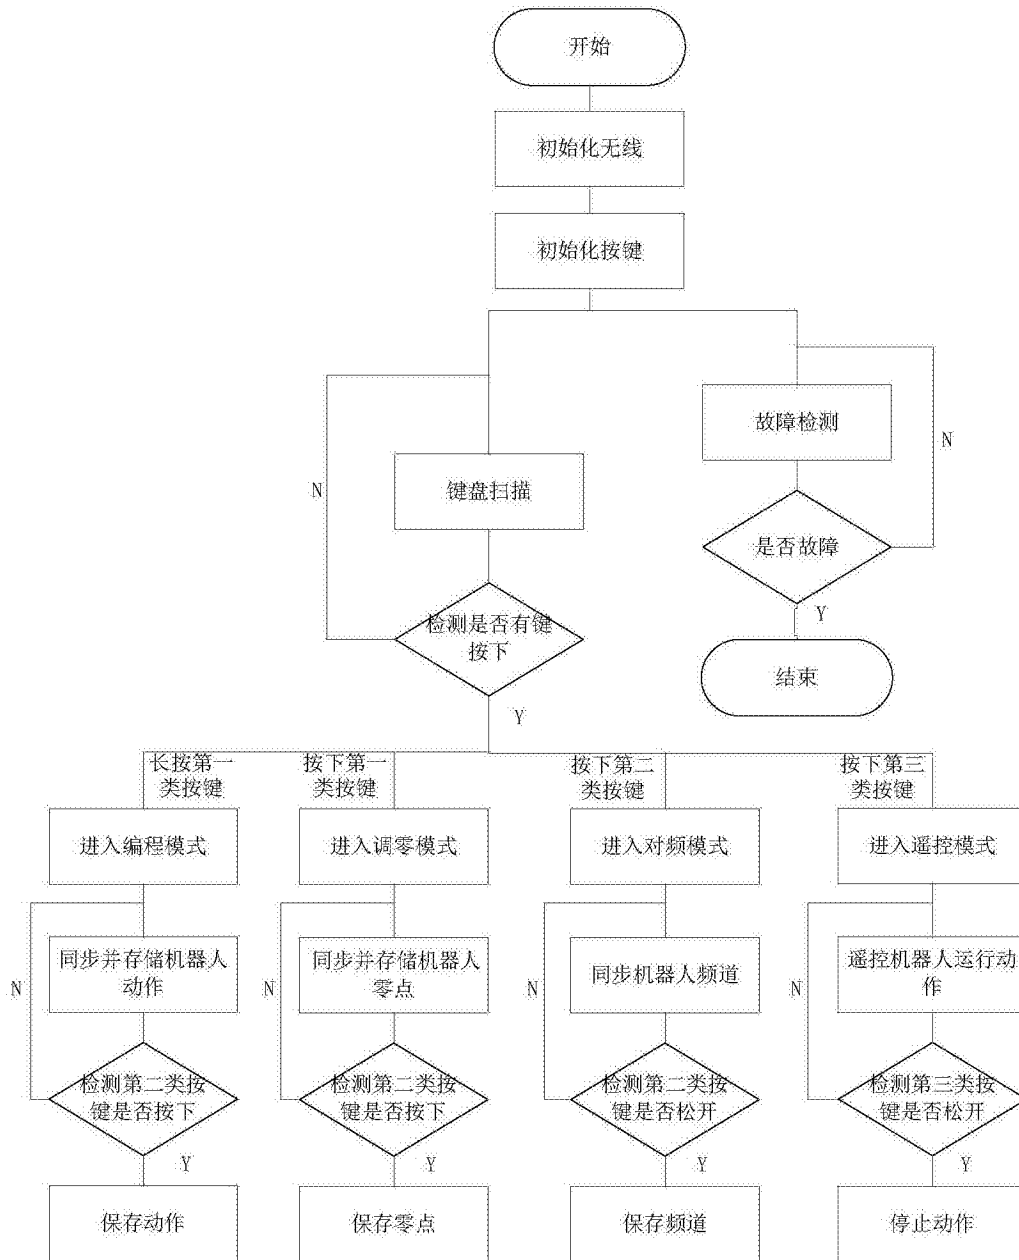 开始
初始化无线
初始化按键
故障检测
N
键盘扫描
N
是否故障
Y
检测是否有键
按下
结束
Y
长按第一
类按键
按下第一
类按键
按下第二
类按键
按下第三
类按键
进入编程模式
进入调零模式
进入对频模式
进入遥控模式
同步并存储机器人
动作
N
同步并存储机器人
零点
N
同步机器人频道
N
遥控机器人运行动
作
N
检测第二类按
键是否按下
检测第二类按
键是否按下
检测第二类按
键是否松开
检测第三类按
键是否松开
Y
Y
Y
Y
保存动作
保存零点
保存频道
停止动作